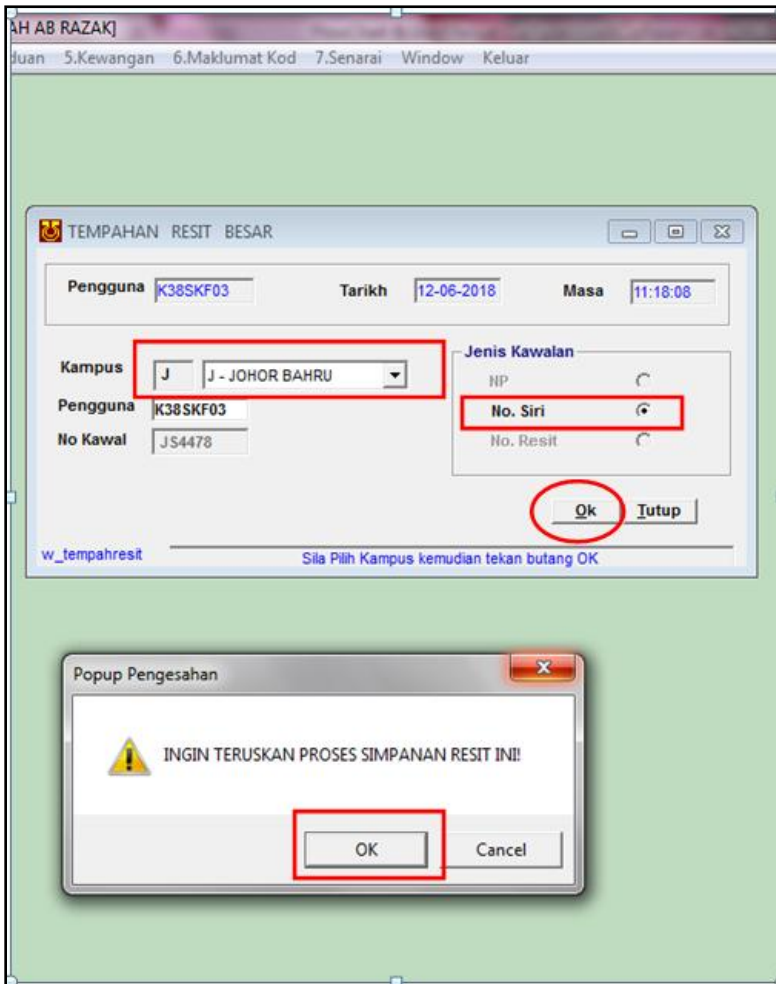 AH AB RAZAK]
duan 5.Kewangan 6.Maklumat Kod 7.Senarai Window Keluar
TEMPAHAN RESIT BESAR
Pengguna K38SKF03 Tarikh 12-06-2018 Masa 11:18:08
Kampus J J - JOHOR BAHRU
Pengguna K38SKF03
No Kawal JS4478
Jenis Kawalan
NP
No. Siri
No. Resit
Ok Tutup
w_tempahresit Sila Pilih Kampus kemudian tekan butang OK
Popup Pengesahan
INGIN TERUSKAN PROSES SIMPANAN RESIT INI!
OK Cancel